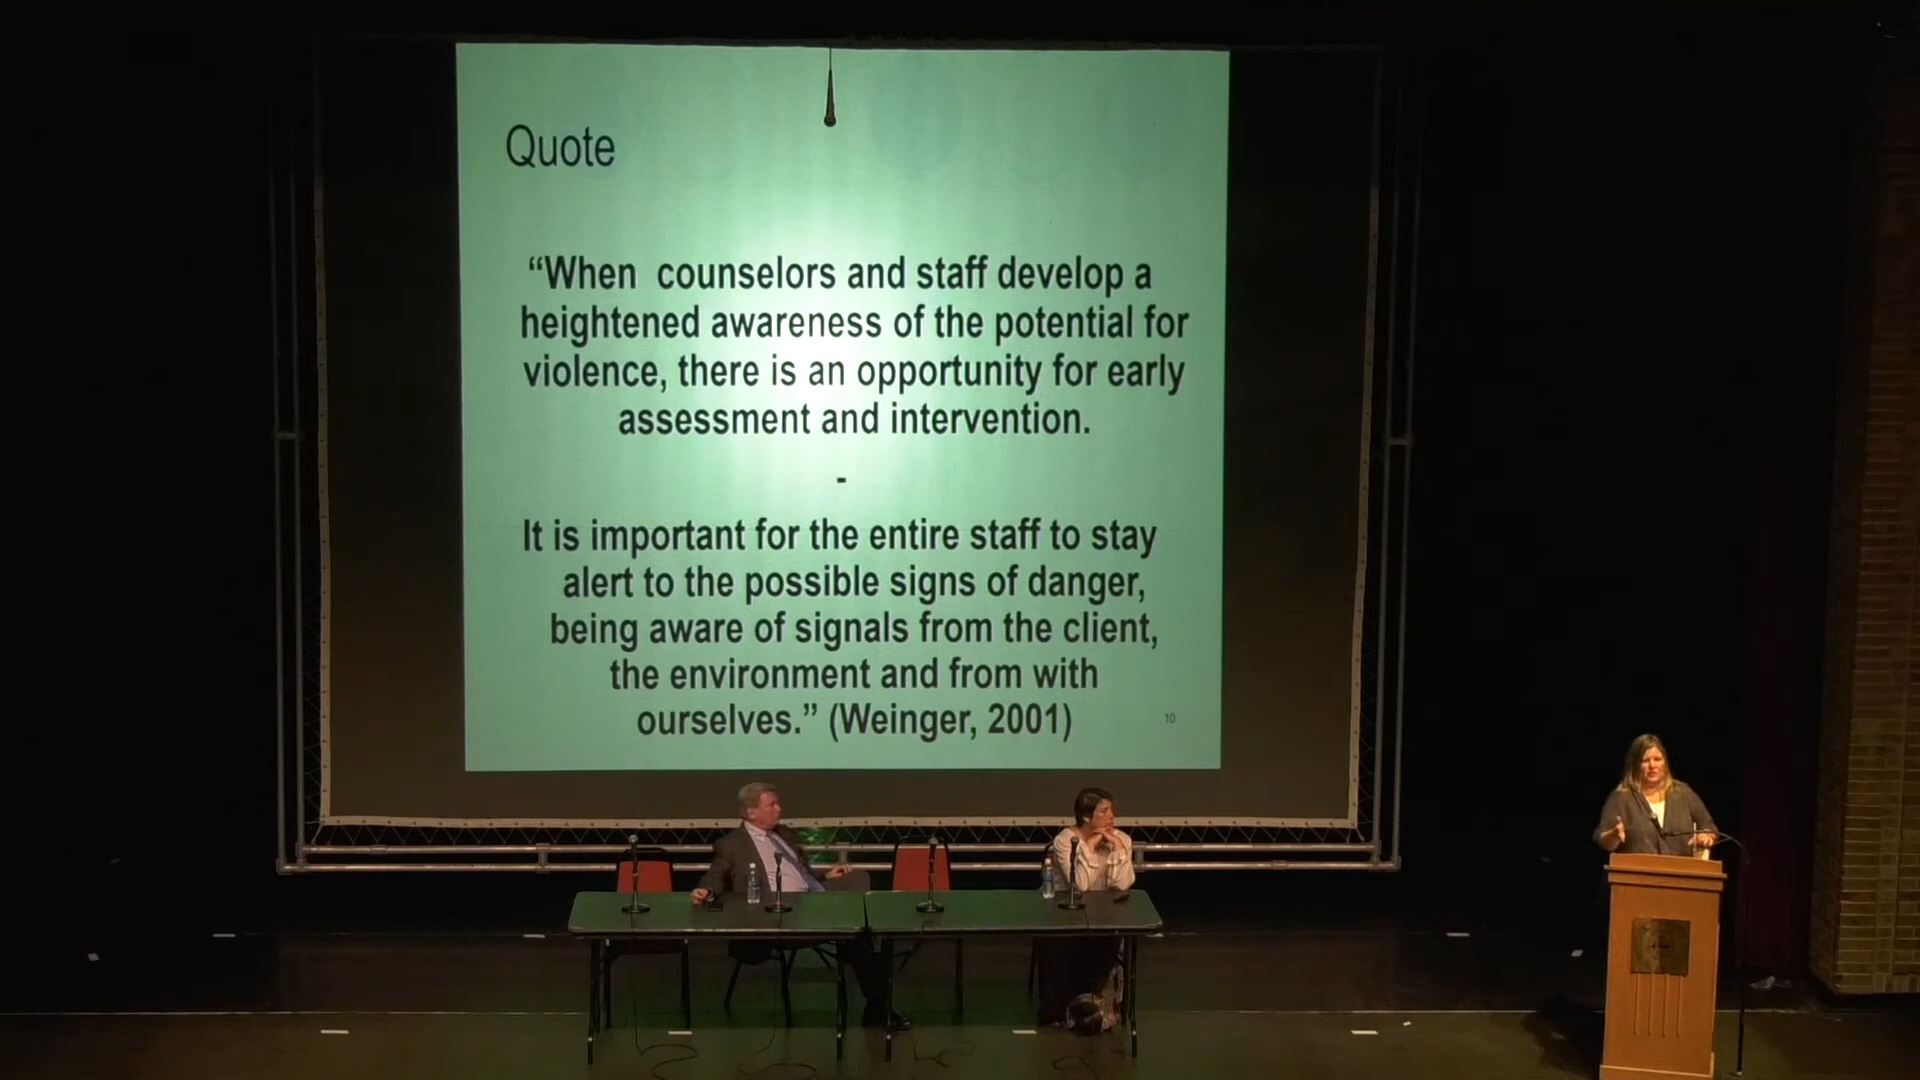 Quote
“When  counselors and staff develop a
heightened awareness of the potential for
violence, there is an opportunity for early
assessment and intervention.
-
It is important for the entire staff to stay
alert to the possible signs of danger,
being aware of signals from the client,
the environment and from with
ourselves.” (Weinger, 2001)
10